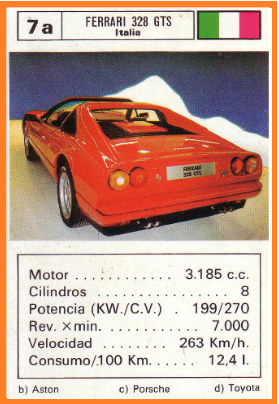 7a
FERRARI 328 GTS
Italia
FERRARI
328 GTS
Motor ............ 3.185 c.c.
Cilindros ............... 8
Potencia (KW./C.V.) . 199/270
Rev. × min. ........... 7.000
Velocidad ........ 263 Km/h.
Consumo/100 Km. ..... 12,4 l.
b) Aston c) Porsche d) Toyota